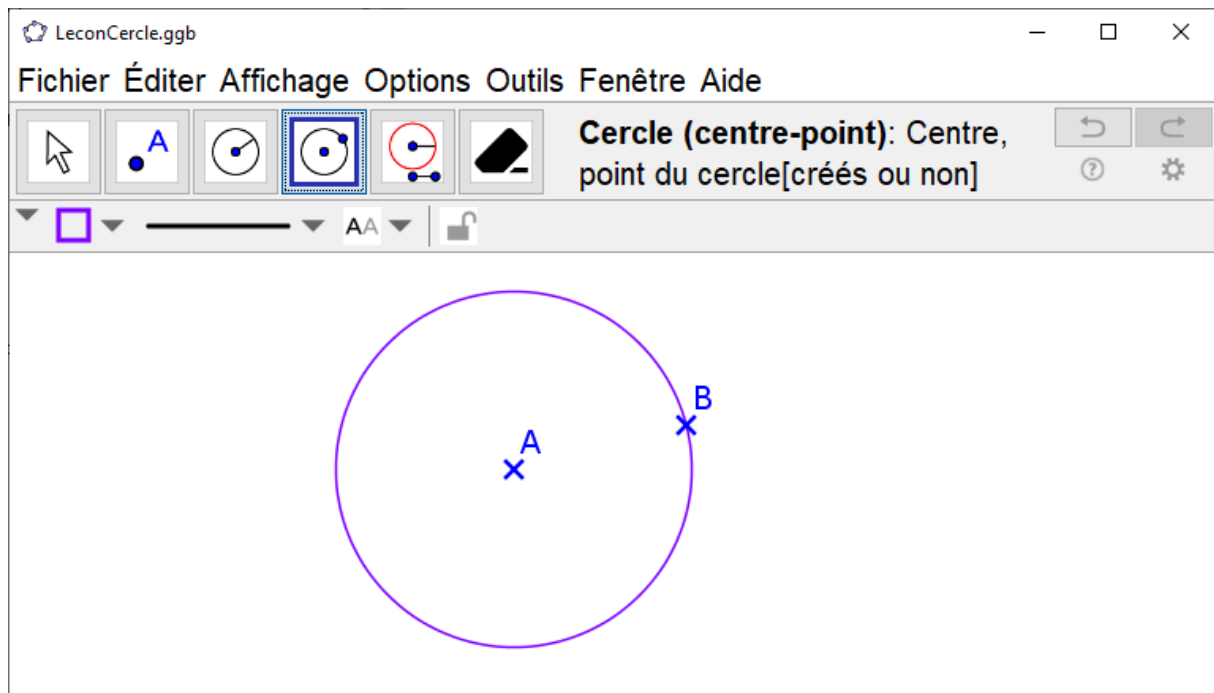 LeconCercle.ggb
Fichier Éditer Affichage Options Outils Fenêtre Aide
A
Cercle (centre-point): Centre,
point du cercle[créés ou non]
?
AA
B
A